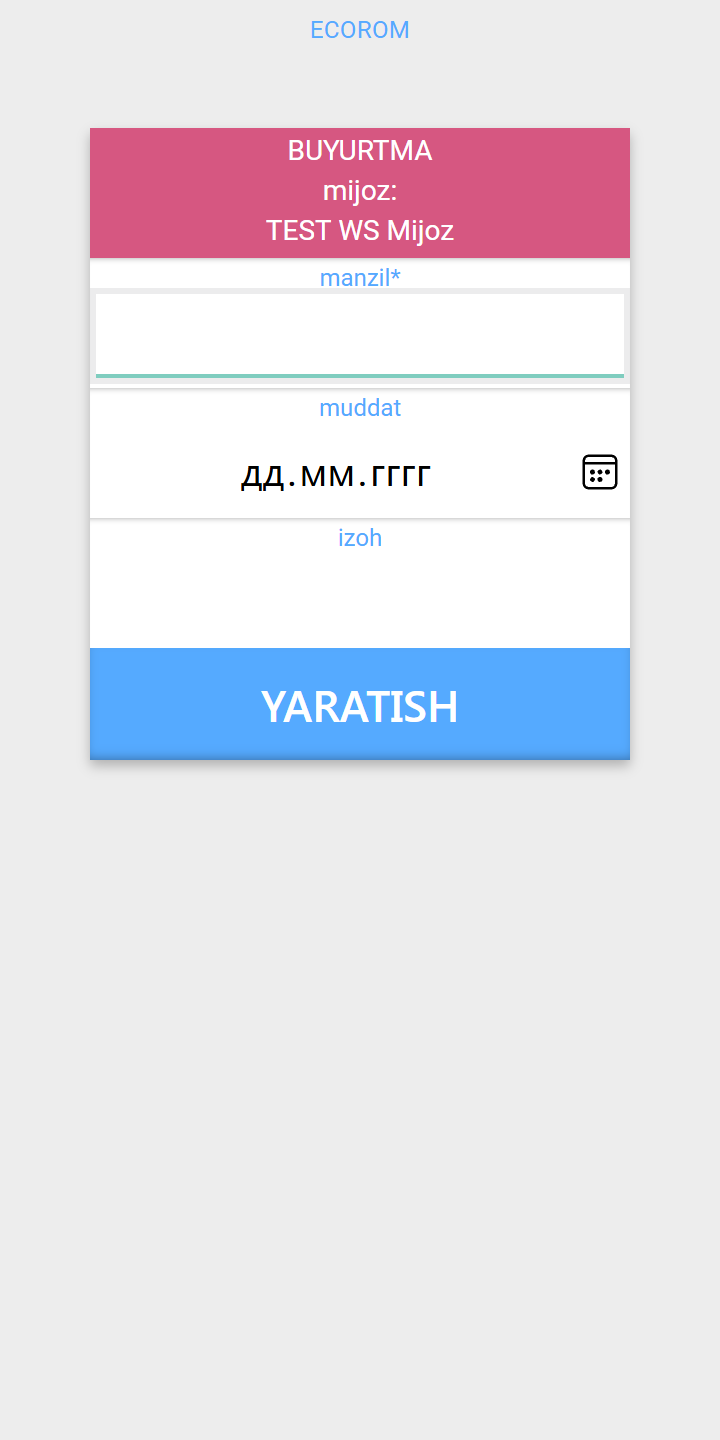 ECOROM
BUYURTMA
mijoz:
TEST WS Mijoz
manzil*
muddat
дд.мм.гггг
izoh
YARATISH